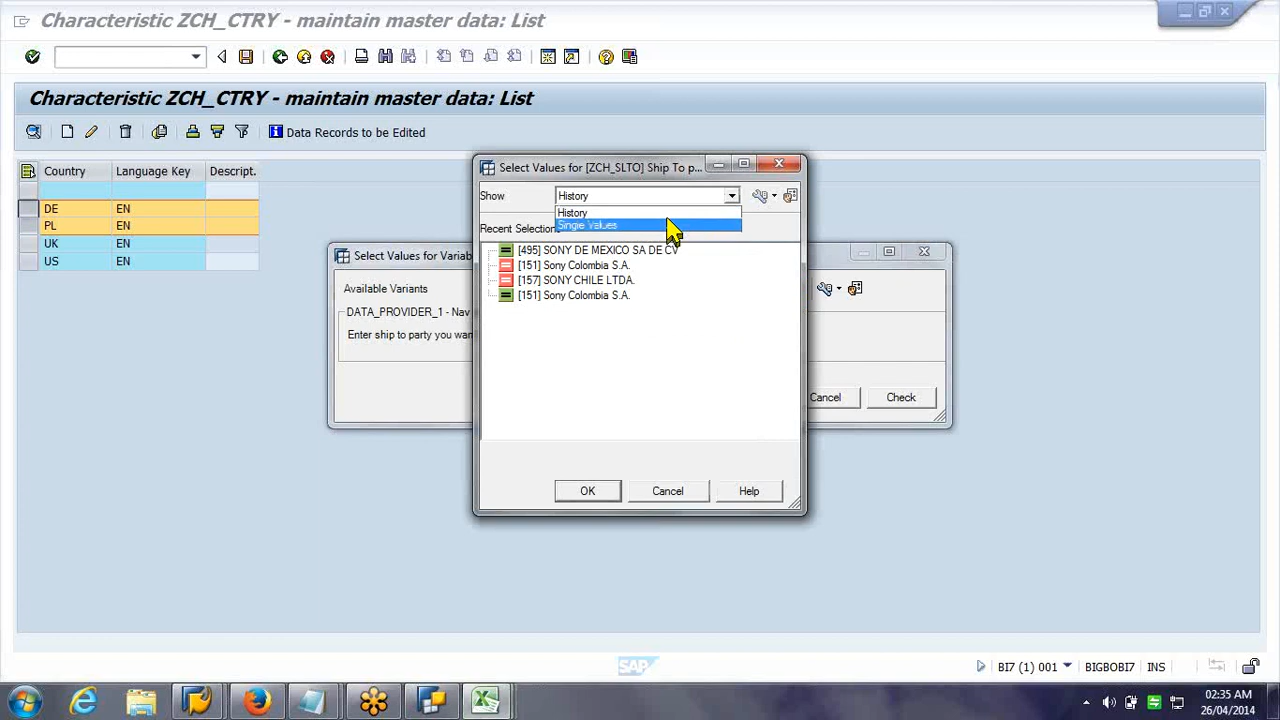 Characteristic ZCH_CTRY - maintain master data: List
Characteristic ZCH_CTRY - maintain master data: List
Data Records to be Edited
Country Language Key Descript.
DE EN
PL EN
UK EN
US EN
Select Values for Variab
Available Variants
DATA_PROVIDER_1 - Nav
Enter ship to party you wan
Cancel Check
Select Values for [ZCH_SLTO] Ship To p...
Show History
History
Single Values
Recent Selection
[495] SONY DE MEXICO SA DE CV
[151] Sony Colombia S.A.
[157] SONY CHILE LTDA.
[151] Sony Colombia S.A.
OK Cancel Help
SAP
BI7 (1) 001 BIGBOBI7 INS
02:35 AM
26/04/2014